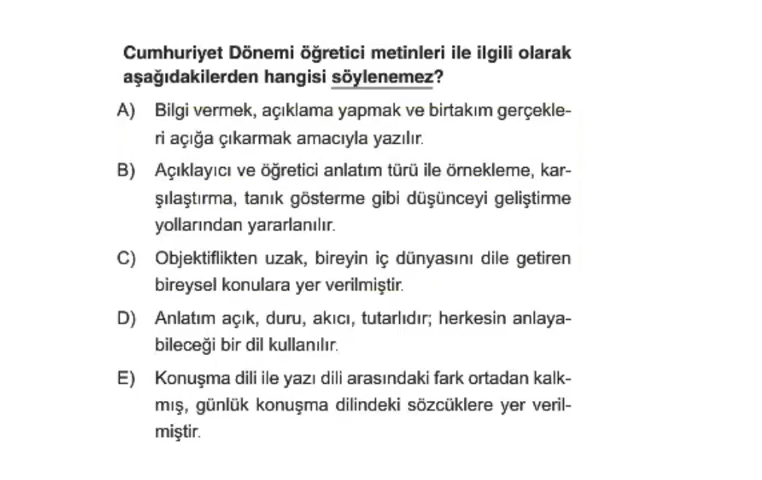 Cumhuriyet Dönemi öğretici metinleri ile ilgili olarak
aşağıdakilerden hangisi söylenemez?
A) Bilgi vermek, açıklama yapmak ve birtakım gerçekle-
ri açığa çıkarmak amacıyla yazılır.
B) Açıklayıcı ve öğretici anlatım türü ile örnekleme, kar-
şılaştırma, tanık gösterme gibi düşünceyi geliştirme
yollarından yararlanılır.
C) Objektiflikten uzak, bireyin iç dünyasını dile getiren
bireysel konulara yer verilmiştir.
D) Anlatım açık, duru, akıcı, tutarlıdır; herkesin anlaya-
bileceği bir dil kullanılır.
E) Konuşma dili ile yazı dili arasındaki fark ortadan kalk-
mış, günlük konuşma dilindeki sözcüklere yer veril-
miştir.